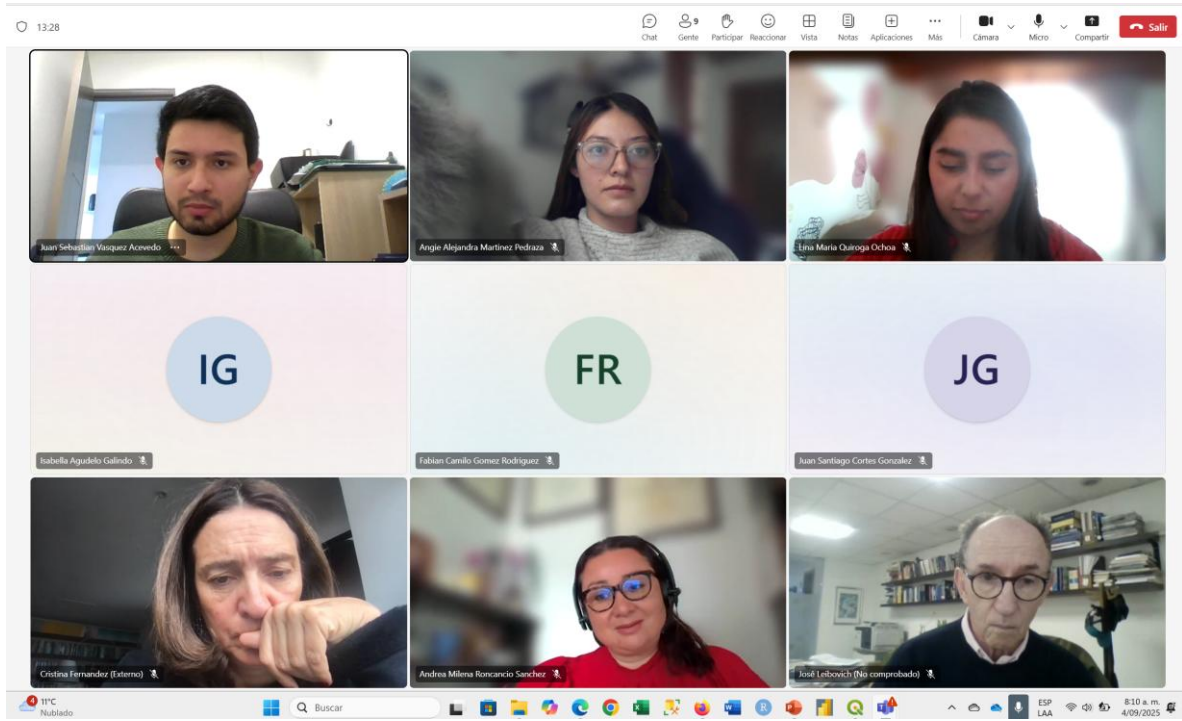 13:28
9
Chat Gente Participar Reaccionar Vista Notas Aplicaciones Más Cámara Micro Compartir Salir
Juan Sebastian Vasquez Acevedo ...
Angie Alejandra Martinez Pedraza
Lina Maria Quiroga Ochoa
IG
Isabella Agudelo Galindo
FR
Fabian Camilo Gomez Rodriguez
JG
Juan Santiago Cortes Gonzalez
Cristina Fernandez (Externo)
Andrea Milena Roncancio Sanchez
José Leibovich (No comprobado)
4
11°C
Nublado
Buscar
ESP
LAA
8:10 a. m.
4/09/2025